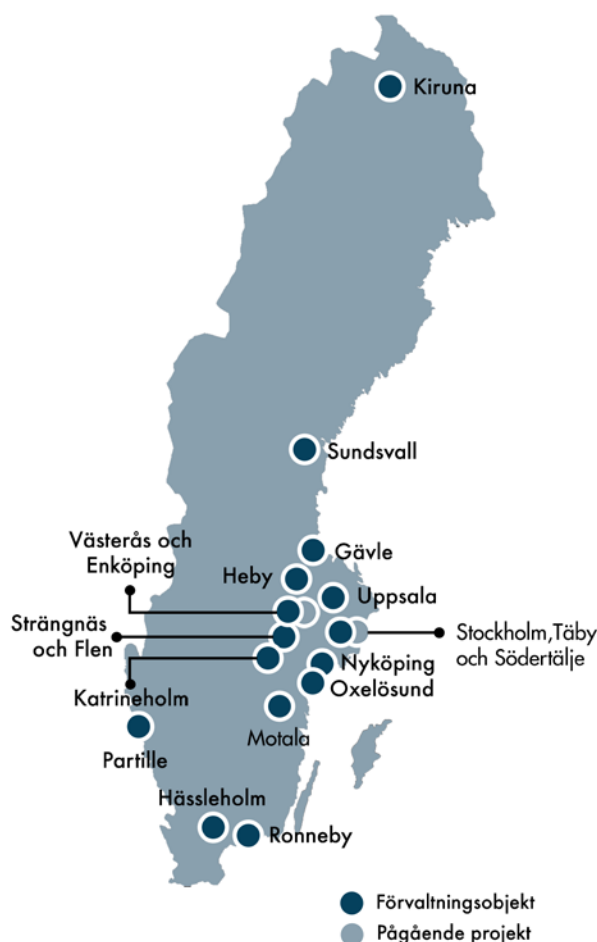 Kiruna
Sundsvall
Västerås och
Enköping
Gävle
Heby
Uppsala
Strängnäs
och Flen
Stockholm,Täby
och Södertälje
Nyköping
Oxelösund
Katrineholm
Motala
Partille
Hässleholm
Ronneby
Förvaltningsobjekt
Pågående projekt